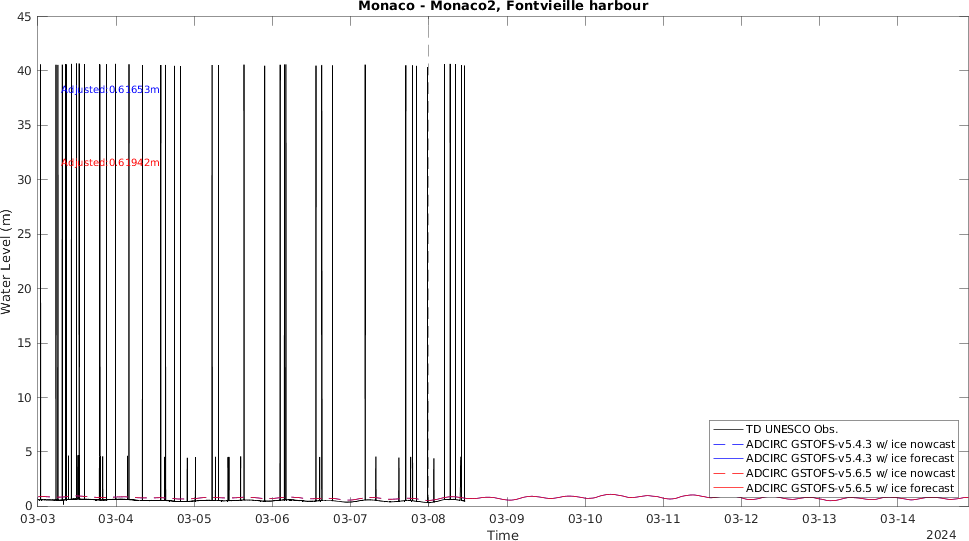 Monaco - Monaco2, Fontvieille harbour
45
40
35
30
25
20
15
10
5
0
Water Level (m)
Adjusted:0.61653m
Adjusted:0.61942m
TD UNESCO Obs.
ADCIRC GSTOFS-v5.4.3 w/ ice nowcast
ADCIRC GSTOFS-v5.4.3 w/ ice forecast
ADCIRC GSTOFS-v5.6.5 w/ ice nowcast
ADCIRC GSTOFS-v5.6.5 w/ ice forecast
03-03 03-04 03-05 03-06 03-07 03-08 03-09 03-10 03-11 03-12 03-13 03-14
Time
2024